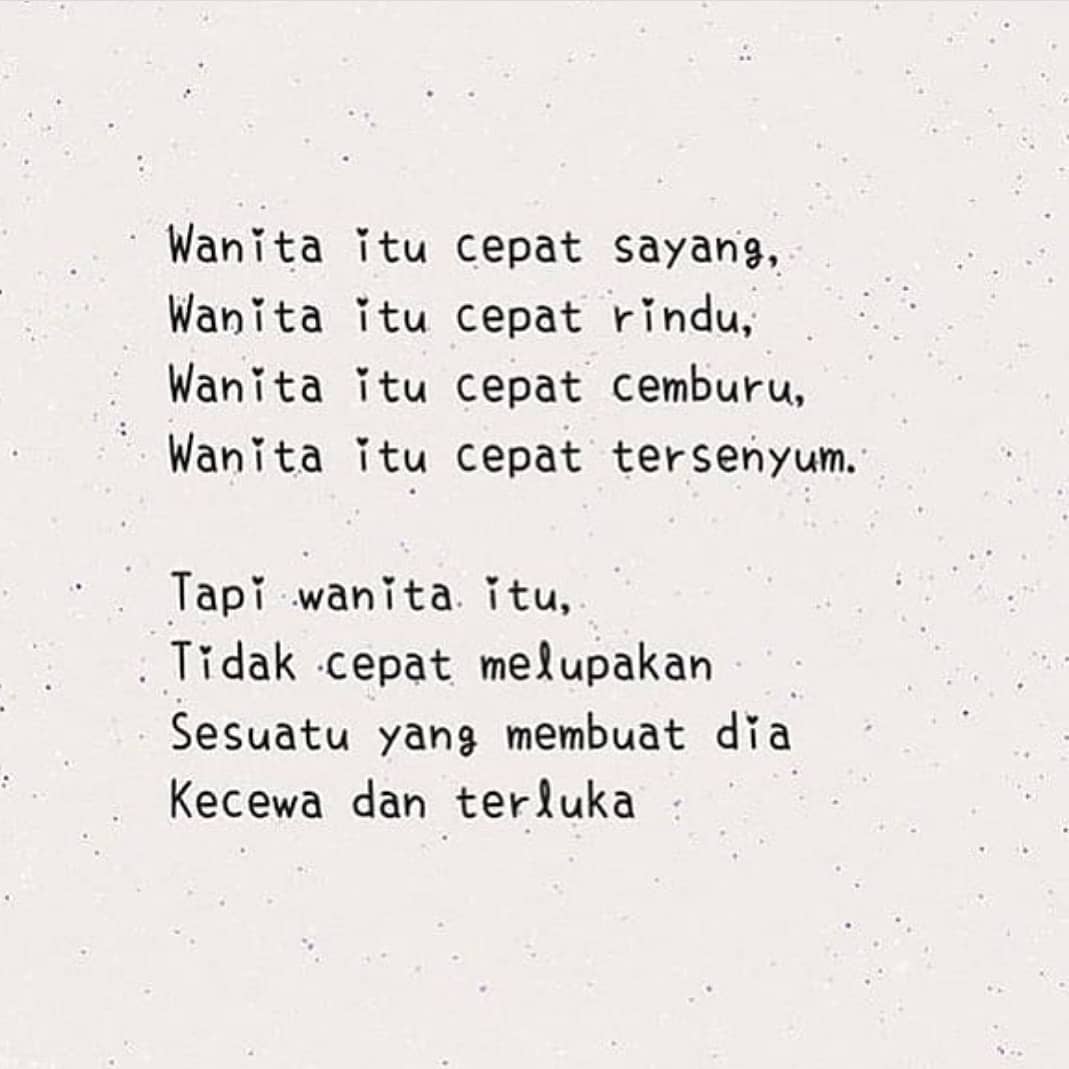 Wanita itu cepat sayang,
Wanita itu cepat rindu,
Wanita itu cepat cemburu,
Wanita itu cepat tersenyum.
Tapi wanita itu,
Tidak cepat melupakan
Sesuatu yang membuat dia
Kecewa dan terluka